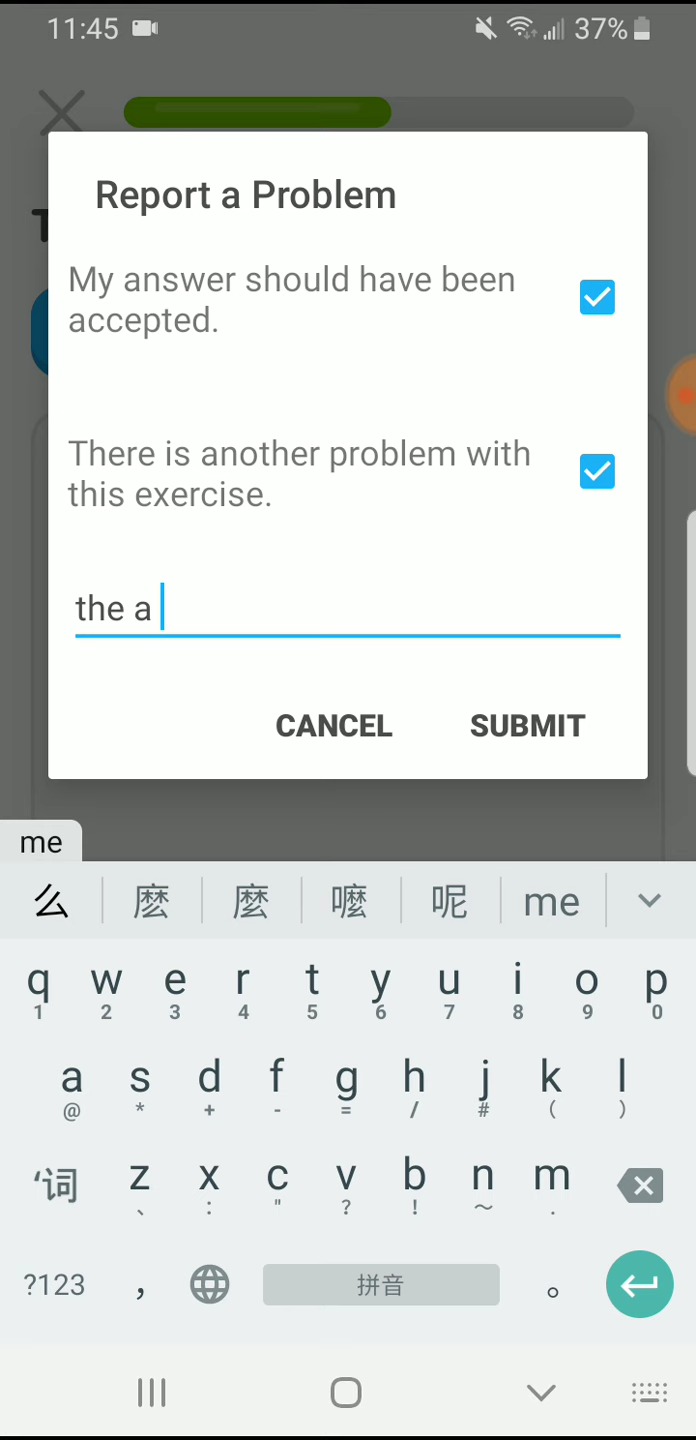 11:45 37%
T
Report a Problem
My answer should have been
accepted.
There is another problem with
this exercise.
the a
CANCEL SUBMIT
me
么 麽 麼 嚒 呢 me
q w e r t y u i o p
1 2 3 4 5 6 7 8 9 0
a s d f g h j k l
@ * + - = / # ( )
‘词 z x c v b n m
、 : " ? ! ～ .
?123 , 拼音 。